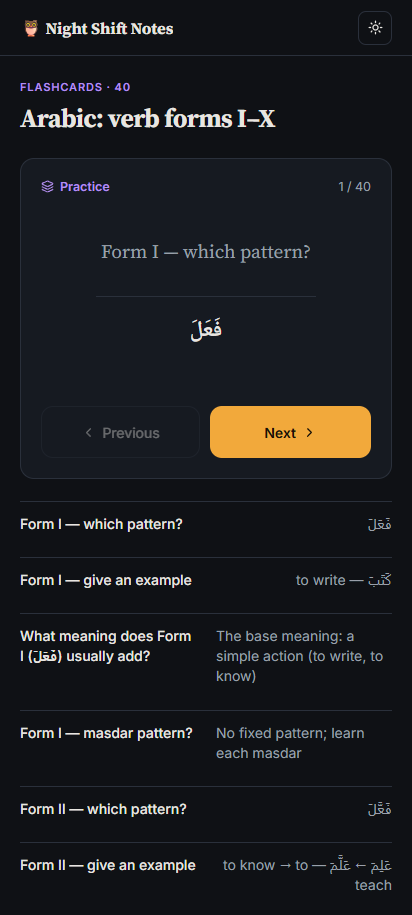 Night Shift Notes
FLASHCARDS · 40
Arabic: verb forms I–X
Practice
1 / 40
Form I — which pattern?
فَعَلَ
Previous
Next
Form I — which pattern?
فَعَلَ
Form I — give an example
كَتَبَ — to write
What meaning does Form
I (فَعَلَ) usually add?
The base meaning: a
simple action (to write, to
know)
Form I — masdar pattern?
No fixed pattern; learn
each masdar
Form II — which pattern?
فَعَّلَ
Form II — give an example
عَلِمَ ← عَلَّمَ — to know → to
teach